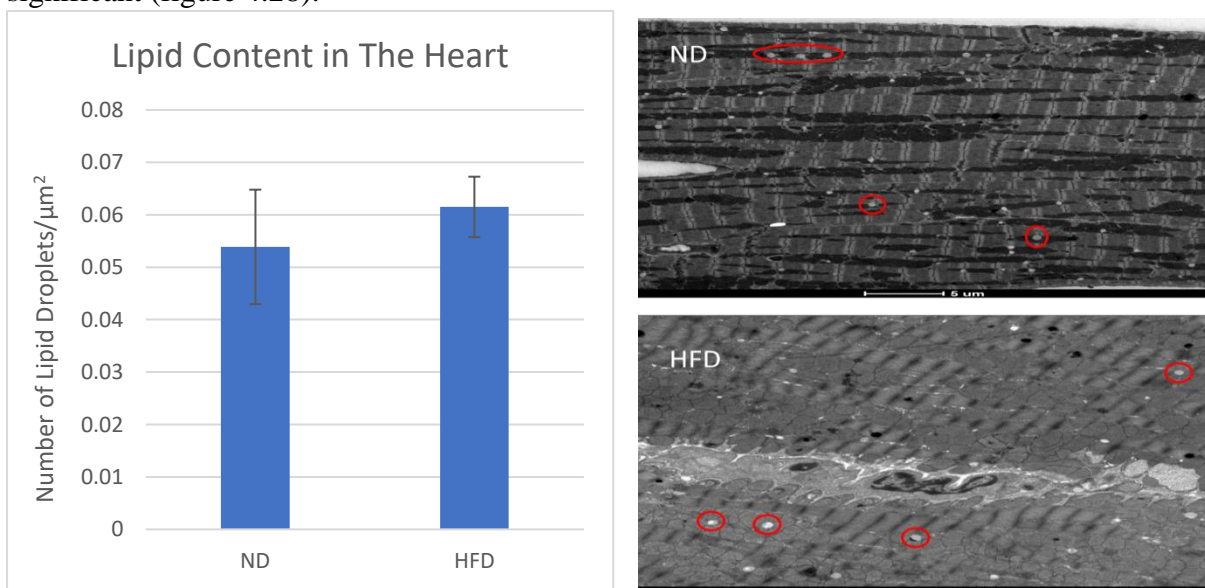 significant (figure 4.28).
Lipid Content in The Heart
Number of Lipid Droplets/µm²
0.08
0.07
0.06
0.05
0.04
0.03
0.02
0.01
0
ND
HFD
ND
5 um
HFD